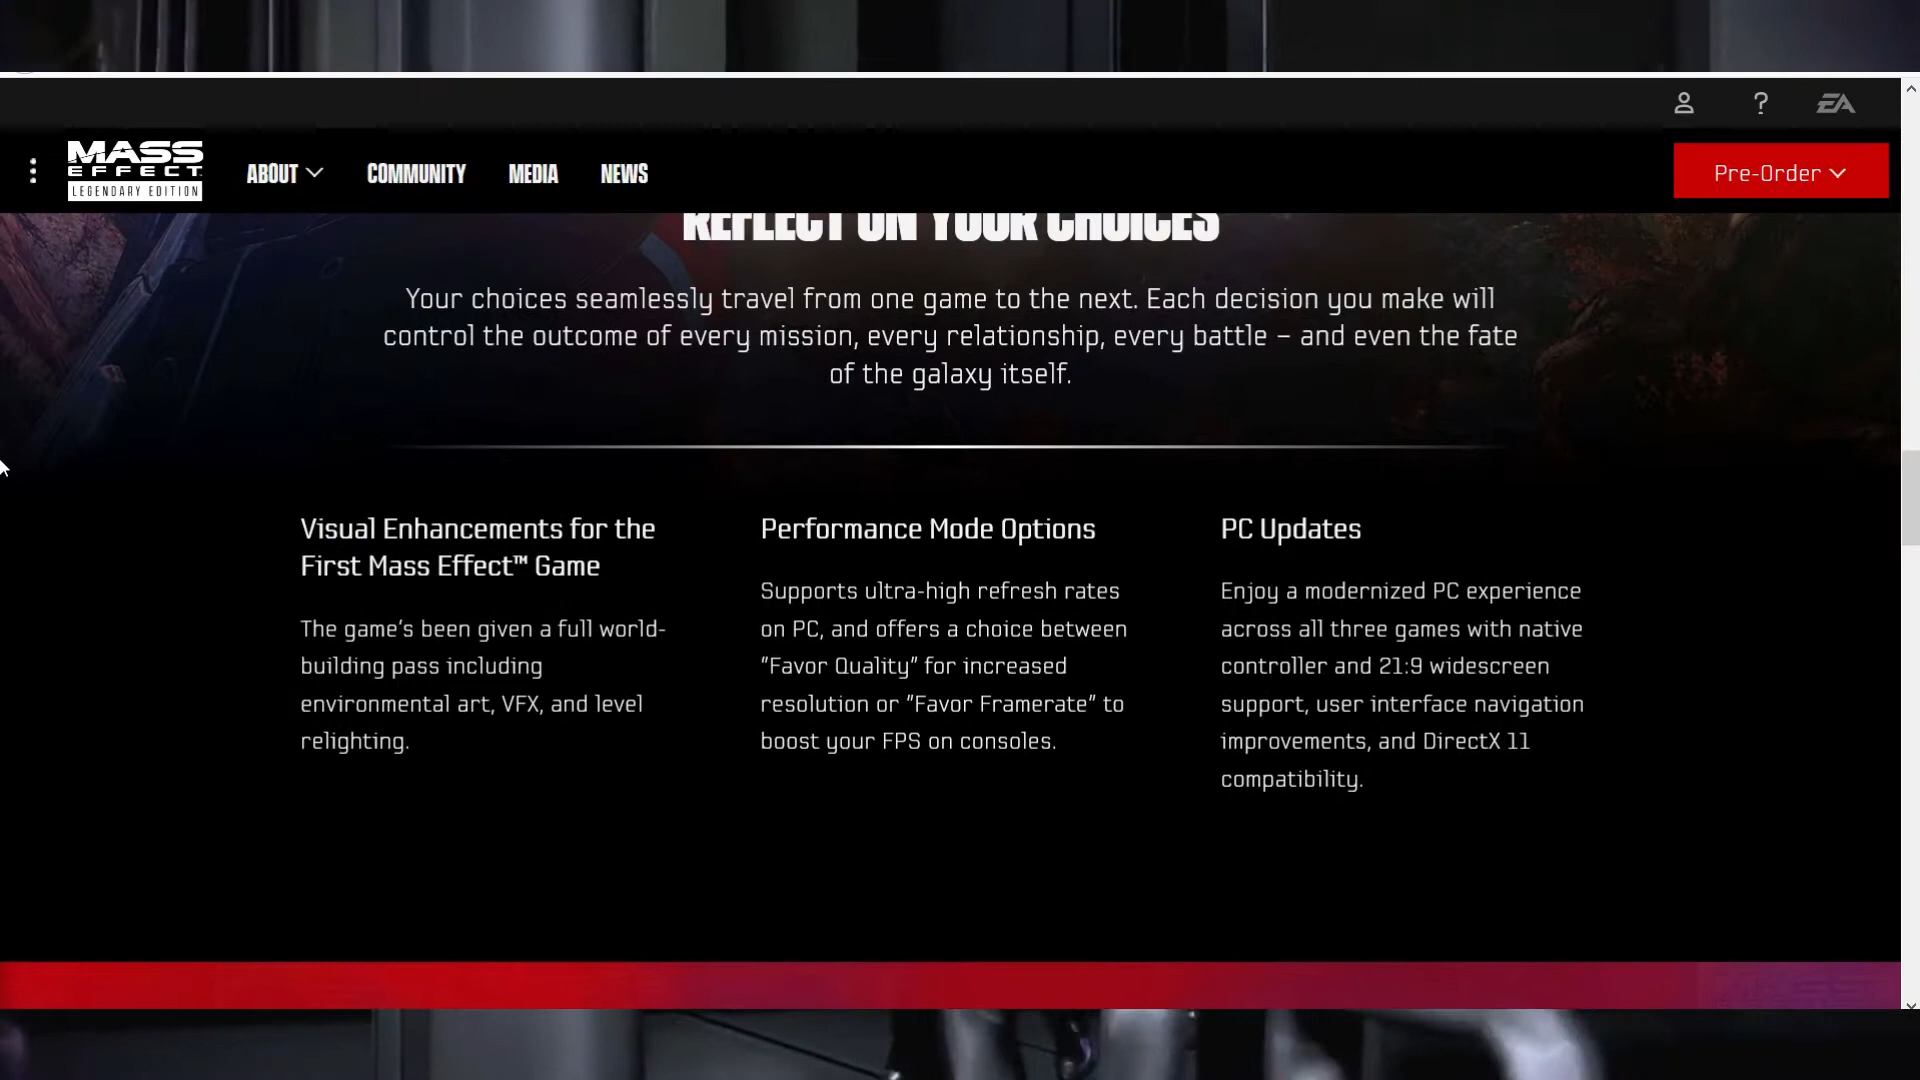 EA
MASS
EFFECT
LEGENDARY EDITION
ABOUT
COMMUNITY
MEDIA
NEWS
Pre-Order
REFLECT ON YOUR CHOICES
Your choices seamlessly travel from one game to the next. Each decision you make will
control the outcome of every mission, every relationship, every battle – and even the fate
of the galaxy itself.
Visual Enhancements for the
First Mass Effect™ Game
The game's been given a full world-
building pass including
environmental art, VFX, and level
relighting.
Performance Mode Options
Supports ultra-high refresh rates
on PC, and offers a choice between
"Favor Quality" for increased
resolution or "Favor Framerate" to
boost your FPS on consoles.
PC Updates
Enjoy a modernized PC experience
across all three games with native
controller and 21:9 widescreen
support, user interface navigation
improvements, and DirectX 11
compatibility.